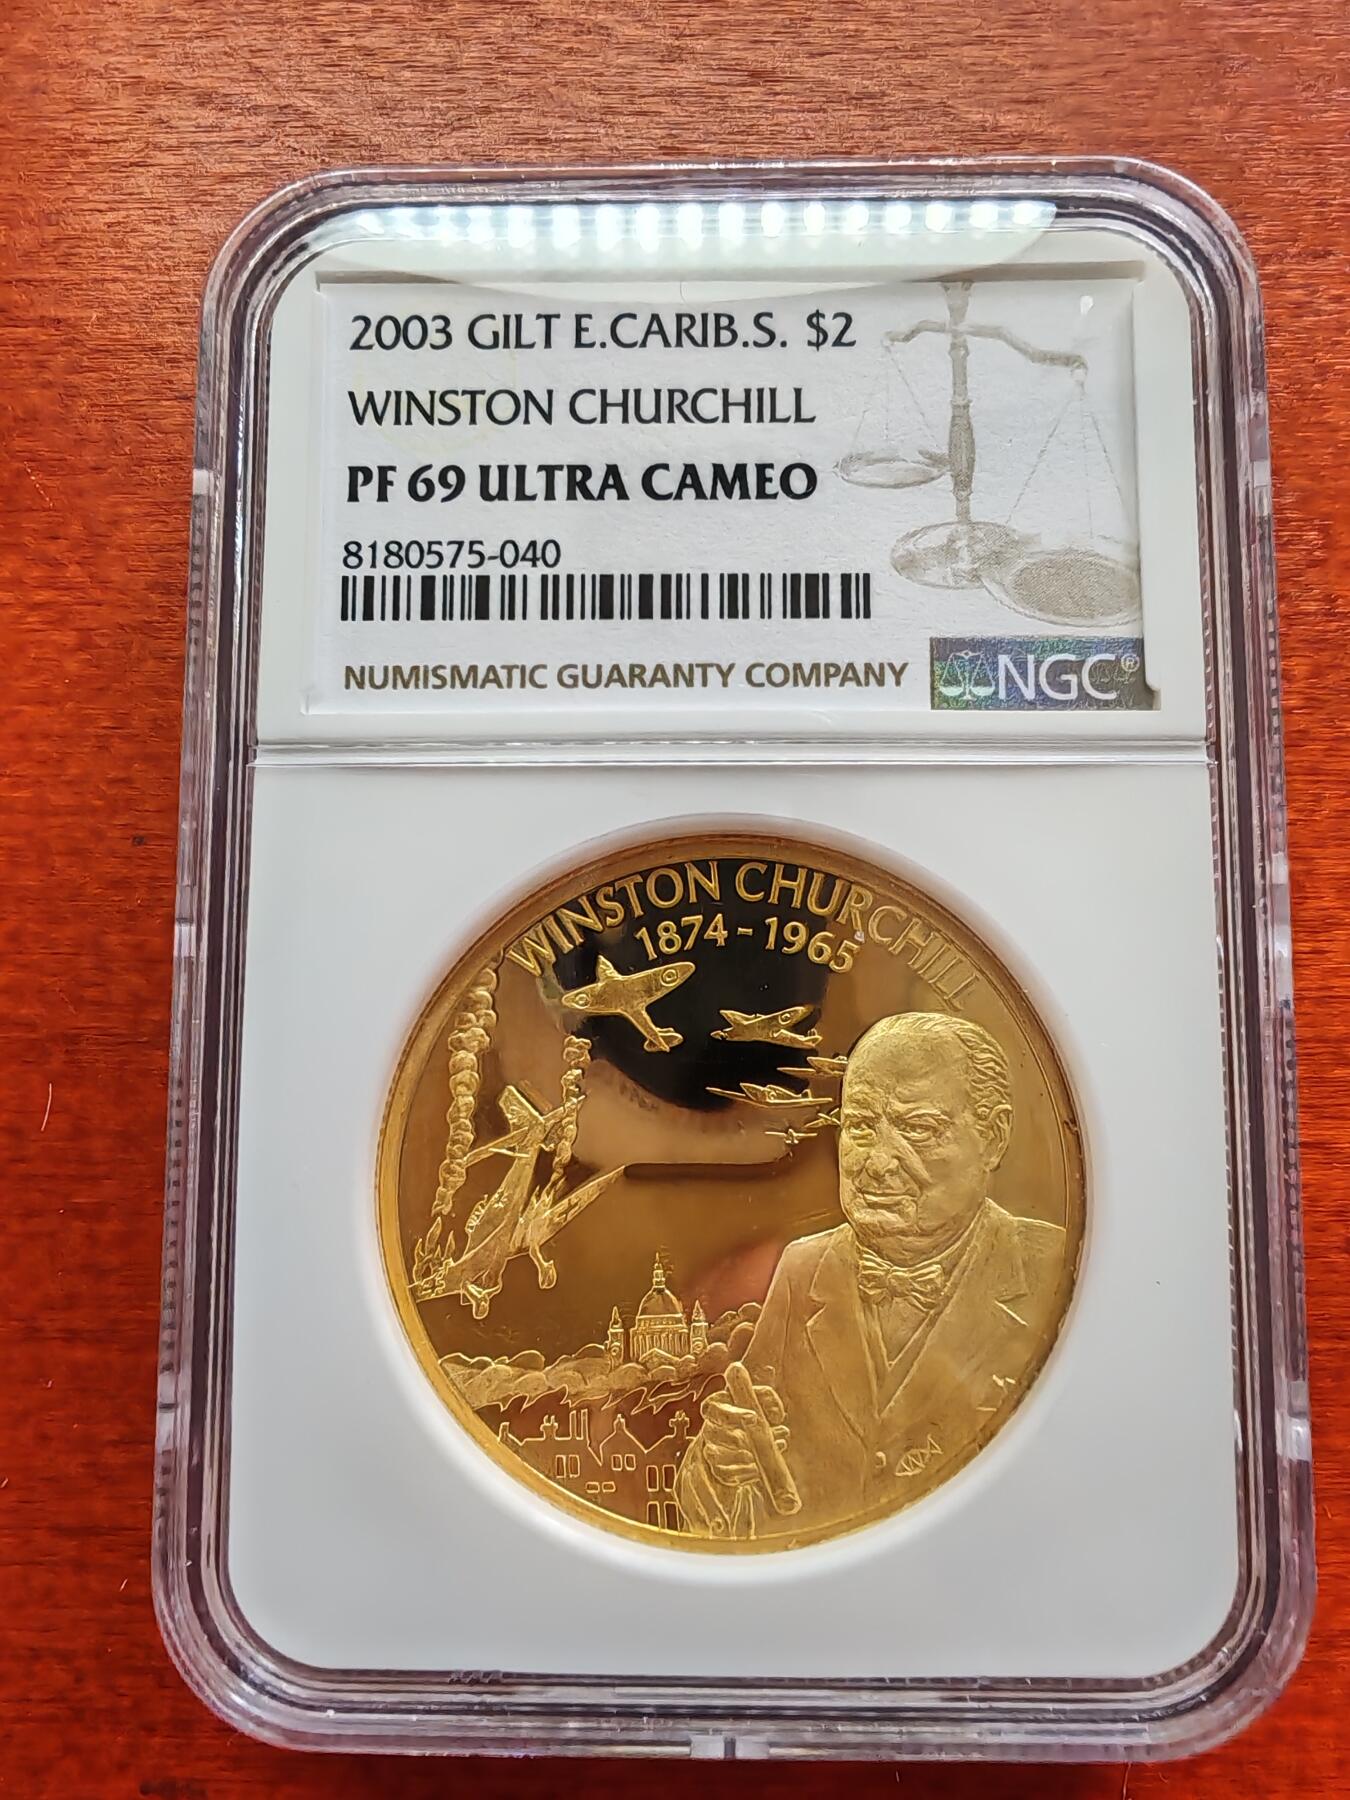 2003 GILT E.CARIB.S. $2
WINSTON CHURCHILL
PF 69 ULTRA CAMEO
8180575-040
NUMISMATIC GUARANTY COMPANY
NGC®
WINSTON CHURCHILL
1874-1965